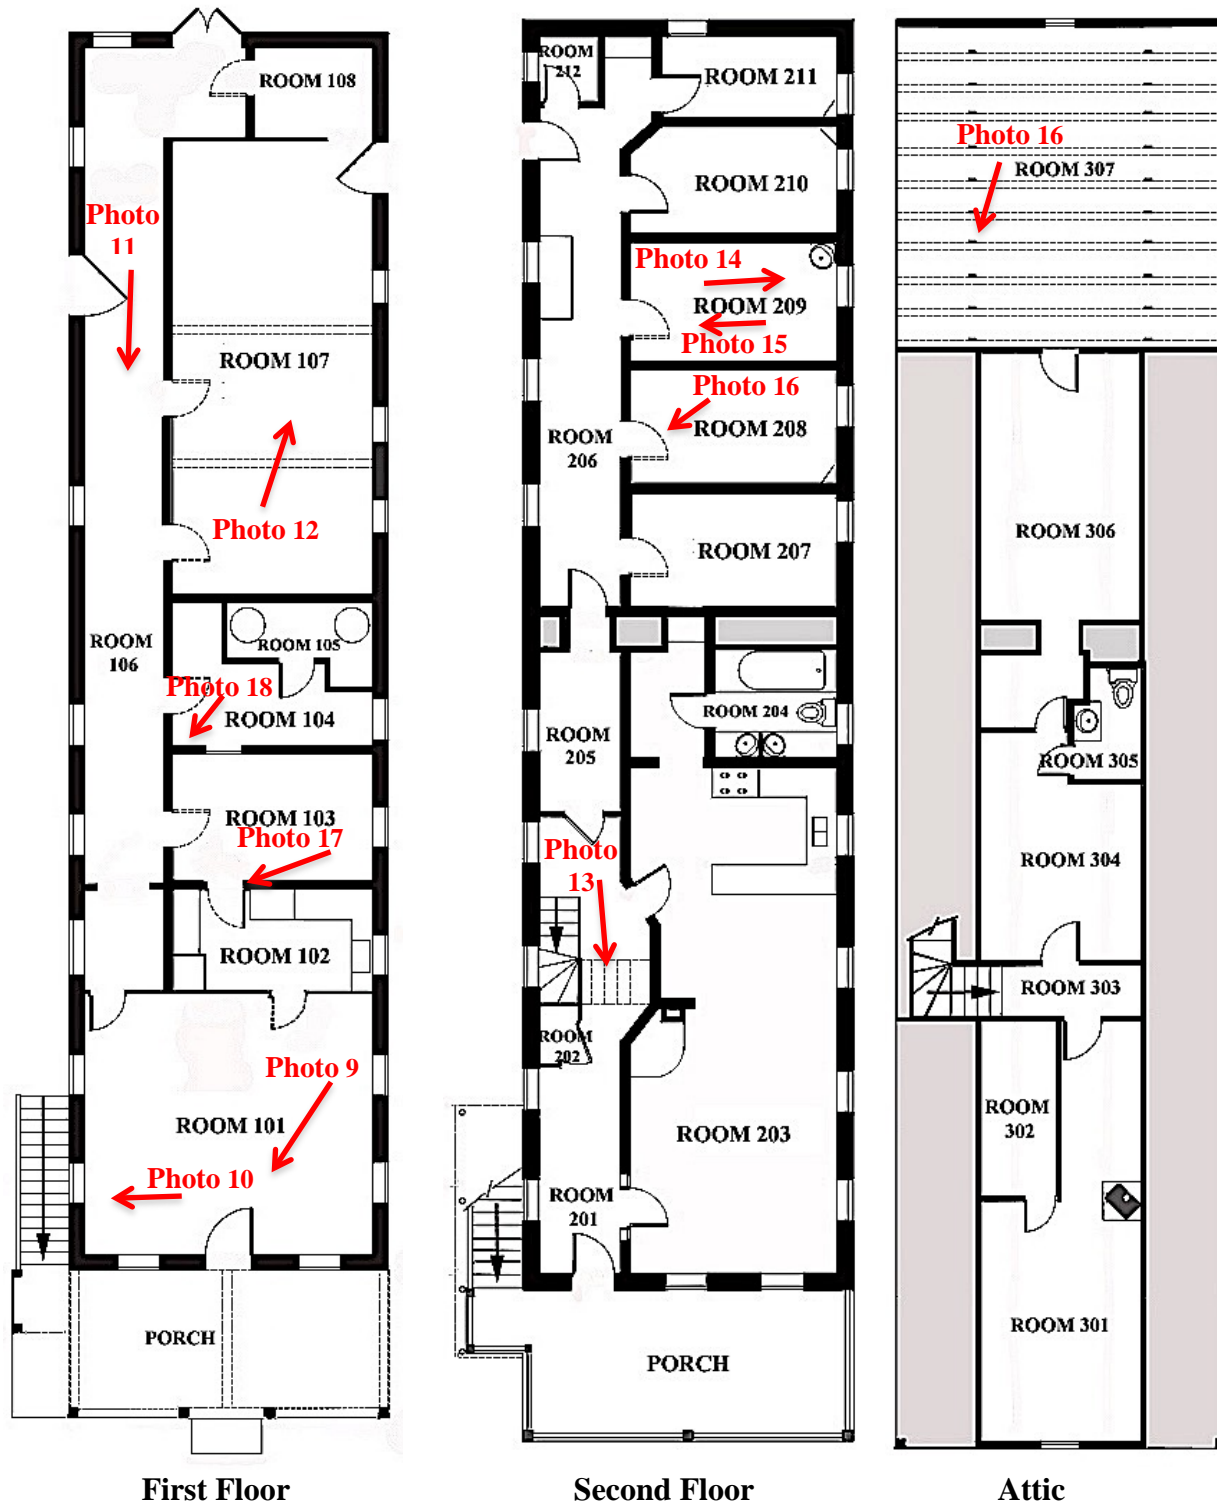 ROOM 108
Photo
11
ROOM 107
Photo 12
ROOM
106
ROOM 105
Photo 18
ROOM 104
ROOM 103
Photo 17
ROOM 102
Photo 9
ROOM 101
Photo 10
PORCH
First Floor
ROOM
212
ROOM 211
ROOM 210
Photo 14
ROOM 209
Photo 15
Photo 16
ROOM 208
ROOM
206
ROOM 207
ROOM 204
ROOM
205
Photo
13
ROOM
202
ROOM 203
ROOM
201
PORCH
Second Floor
Photo 16
ROOM 307
ROOM 306
ROOM 305
ROOM 304
ROOM 303
ROOM
302
ROOM 301
Attic